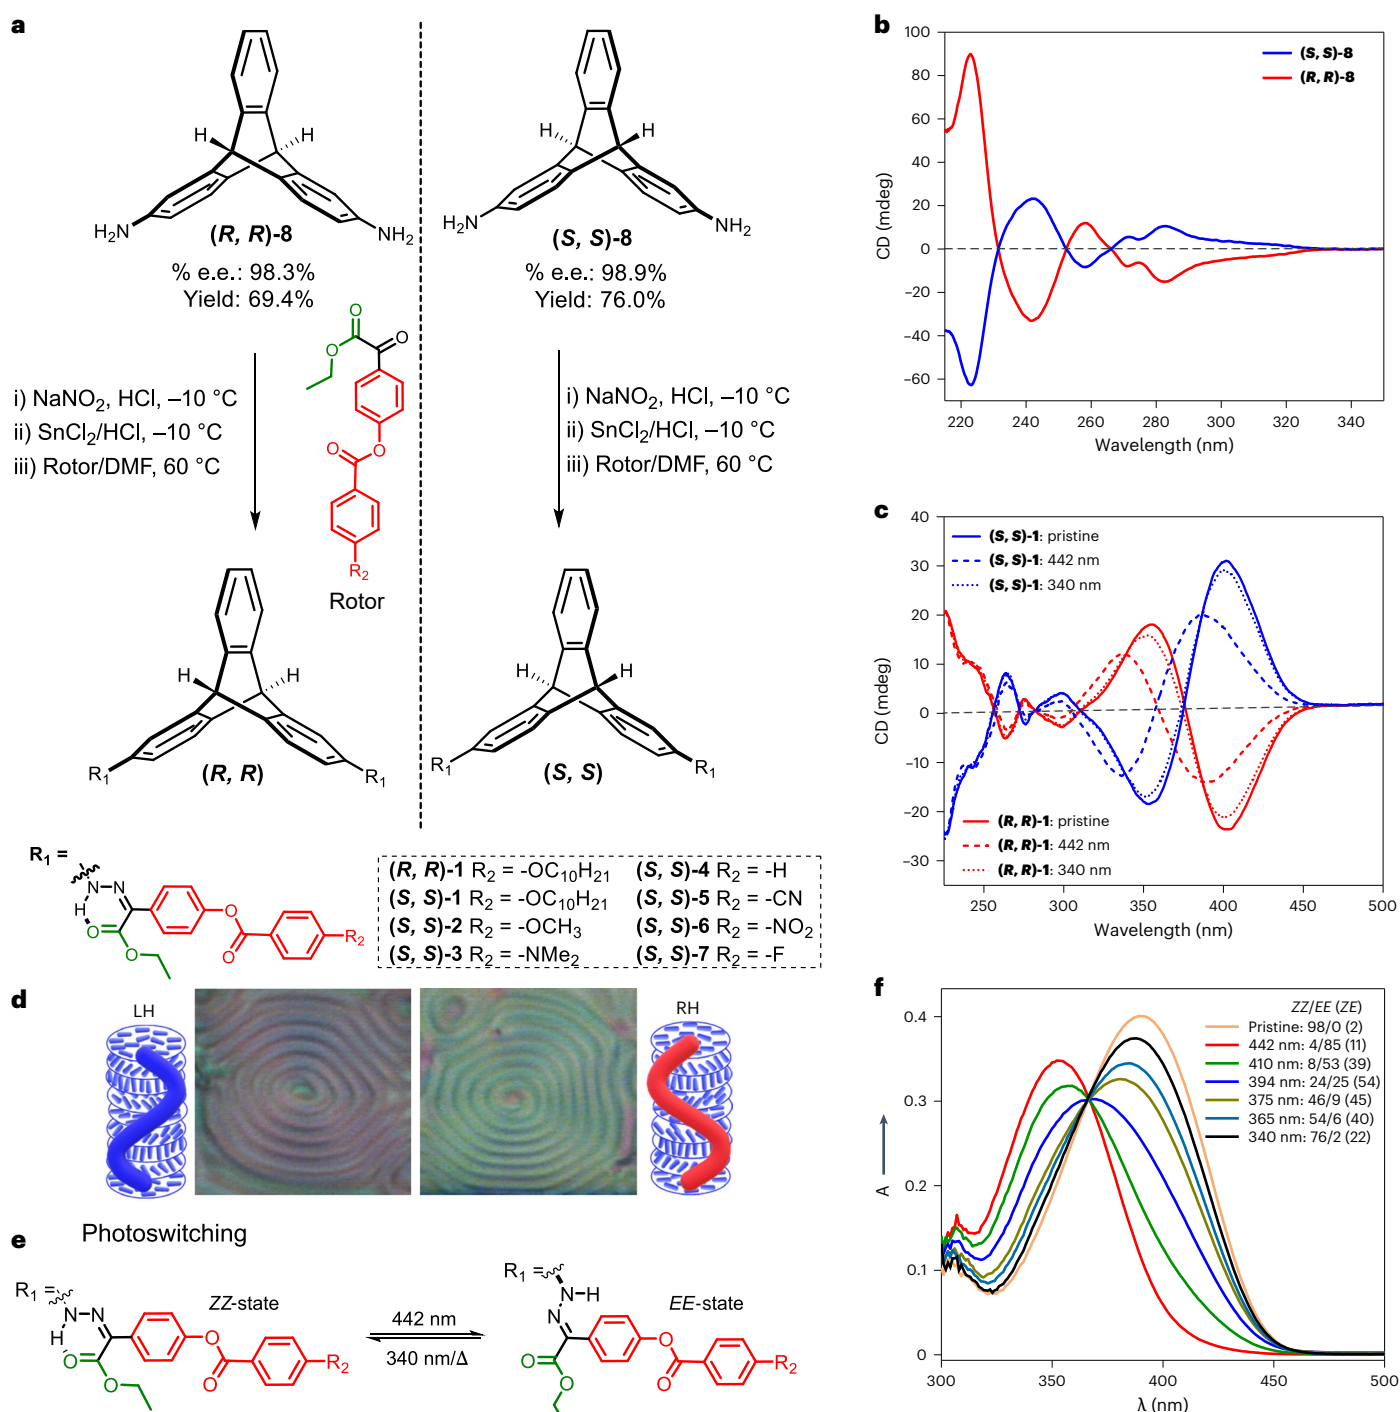 a
H
H
H2N
NH2
(R, R)-8
% e.e.: 98.3%
Yield: 69.4%
H
H
H2N
NH2
(S, S)-8
% e.e.: 98.9%
Yield: 76.0%
i) NaNO2, HCl, –10 °C
ii) SnCl2/HCl, –10 °C
iii) Rotor/DMF, 60 °C
O
O
O
O
O
R2
Rotor
i) NaNO2, HCl, –10 °C
ii) SnCl2/HCl, –10 °C
iii) Rotor/DMF, 60 °C
H
H
R1
R1
(R, R)
H
H
R1
R1
(S, S)
R1 =
N
N
H
O
O
O
O
R2
(R, R)-1 R2 = -OC10H21
(S, S)-1 R2 = -OC10H21
(S, S)-2 R2 = -OCH3
(S, S)-3 R2 = -NMe2
(S, S)-4 R2 = -H
(S, S)-5 R2 = -CN
(S, S)-6 R2 = -NO2
(S, S)-7 R2 = -F
b
(S, S)-8
(R, R)-8
CD (mdeg)
100
80
60
40
20
0
–20
–40
–60
220 240 260 280 300 320 340
Wavelength (nm)
c
(S, S)-1: pristine
(S, S)-1: 442 nm
(S, S)-1: 340 nm
(R, R)-1: pristine
(R, R)-1: 442 nm
(R, R)-1: 340 nm
CD (mdeg)
40
30
20
10
0
–10
–20
–30
250 300 350 400 450 500
Wavelength (nm)
d
LH
RH
e
Photoswitching
R1 =
N
N
H
O
O
O
O
R2
ZZ-state
442 nm
340 nm/Δ
R1 =
N–H
N
O
O
O
O
R2
EE-state
f
ZZ/EE (ZE)
Pristine: 98/0 (2)
442 nm: 4/85 (11)
410 nm: 8/53 (39)
394 nm: 24/25 (54)
375 nm: 46/9 (45)
365 nm: 54/6 (40)
340 nm: 76/2 (22)
A
0.4
0.3
0.2
0.1
0
300 350 400 450 500
λ (nm)